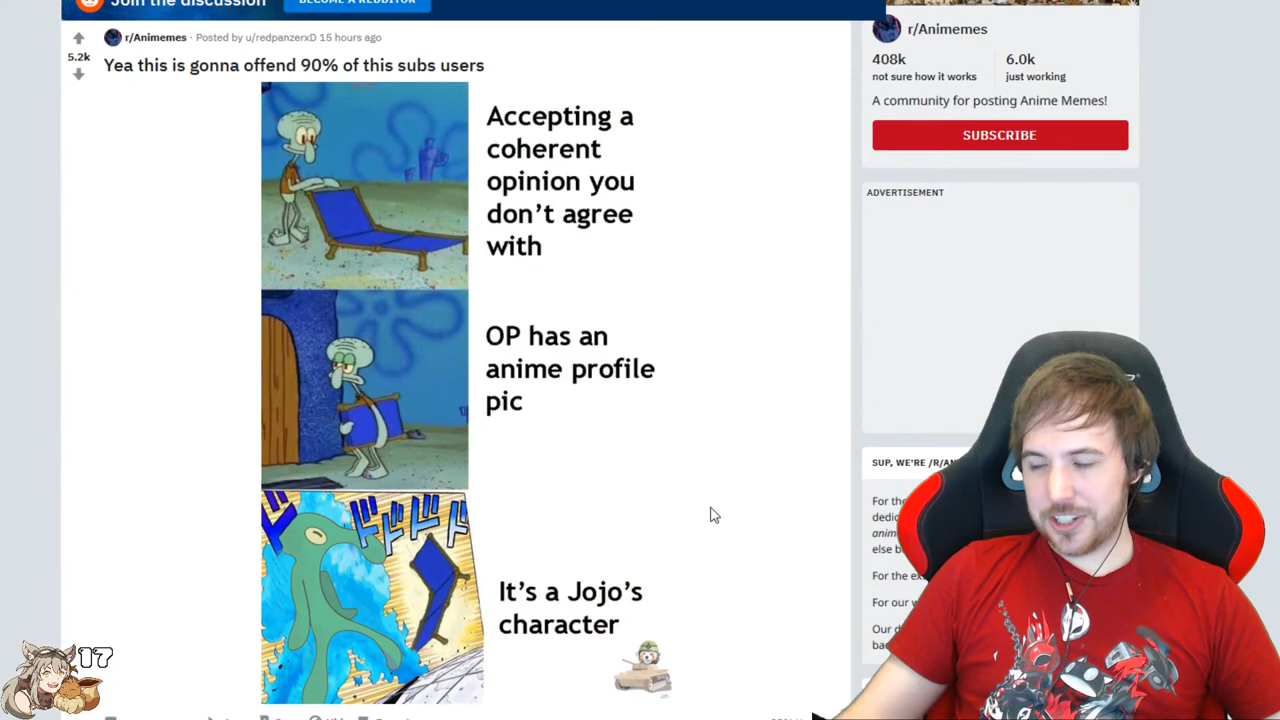 Join the discussion
BECOME A REDDITOR
r/Animemes · Posted by u/redpanzerxD 15 hours ago
5.2k
Yea this is gonna offend 90% of this subs users
Accepting a
coherent
opinion you
don't agree
with
OP has an
anime profile
pic
ドドドド
It's a Jojo's
character
r/Animemes
408k
6.0k
not sure how it works
just working
A community for posting Anime Memes!
SUBSCRIBE
ADVERTISEMENT
SUP, WE'RE /R/
For the
For the
For our
Our
17